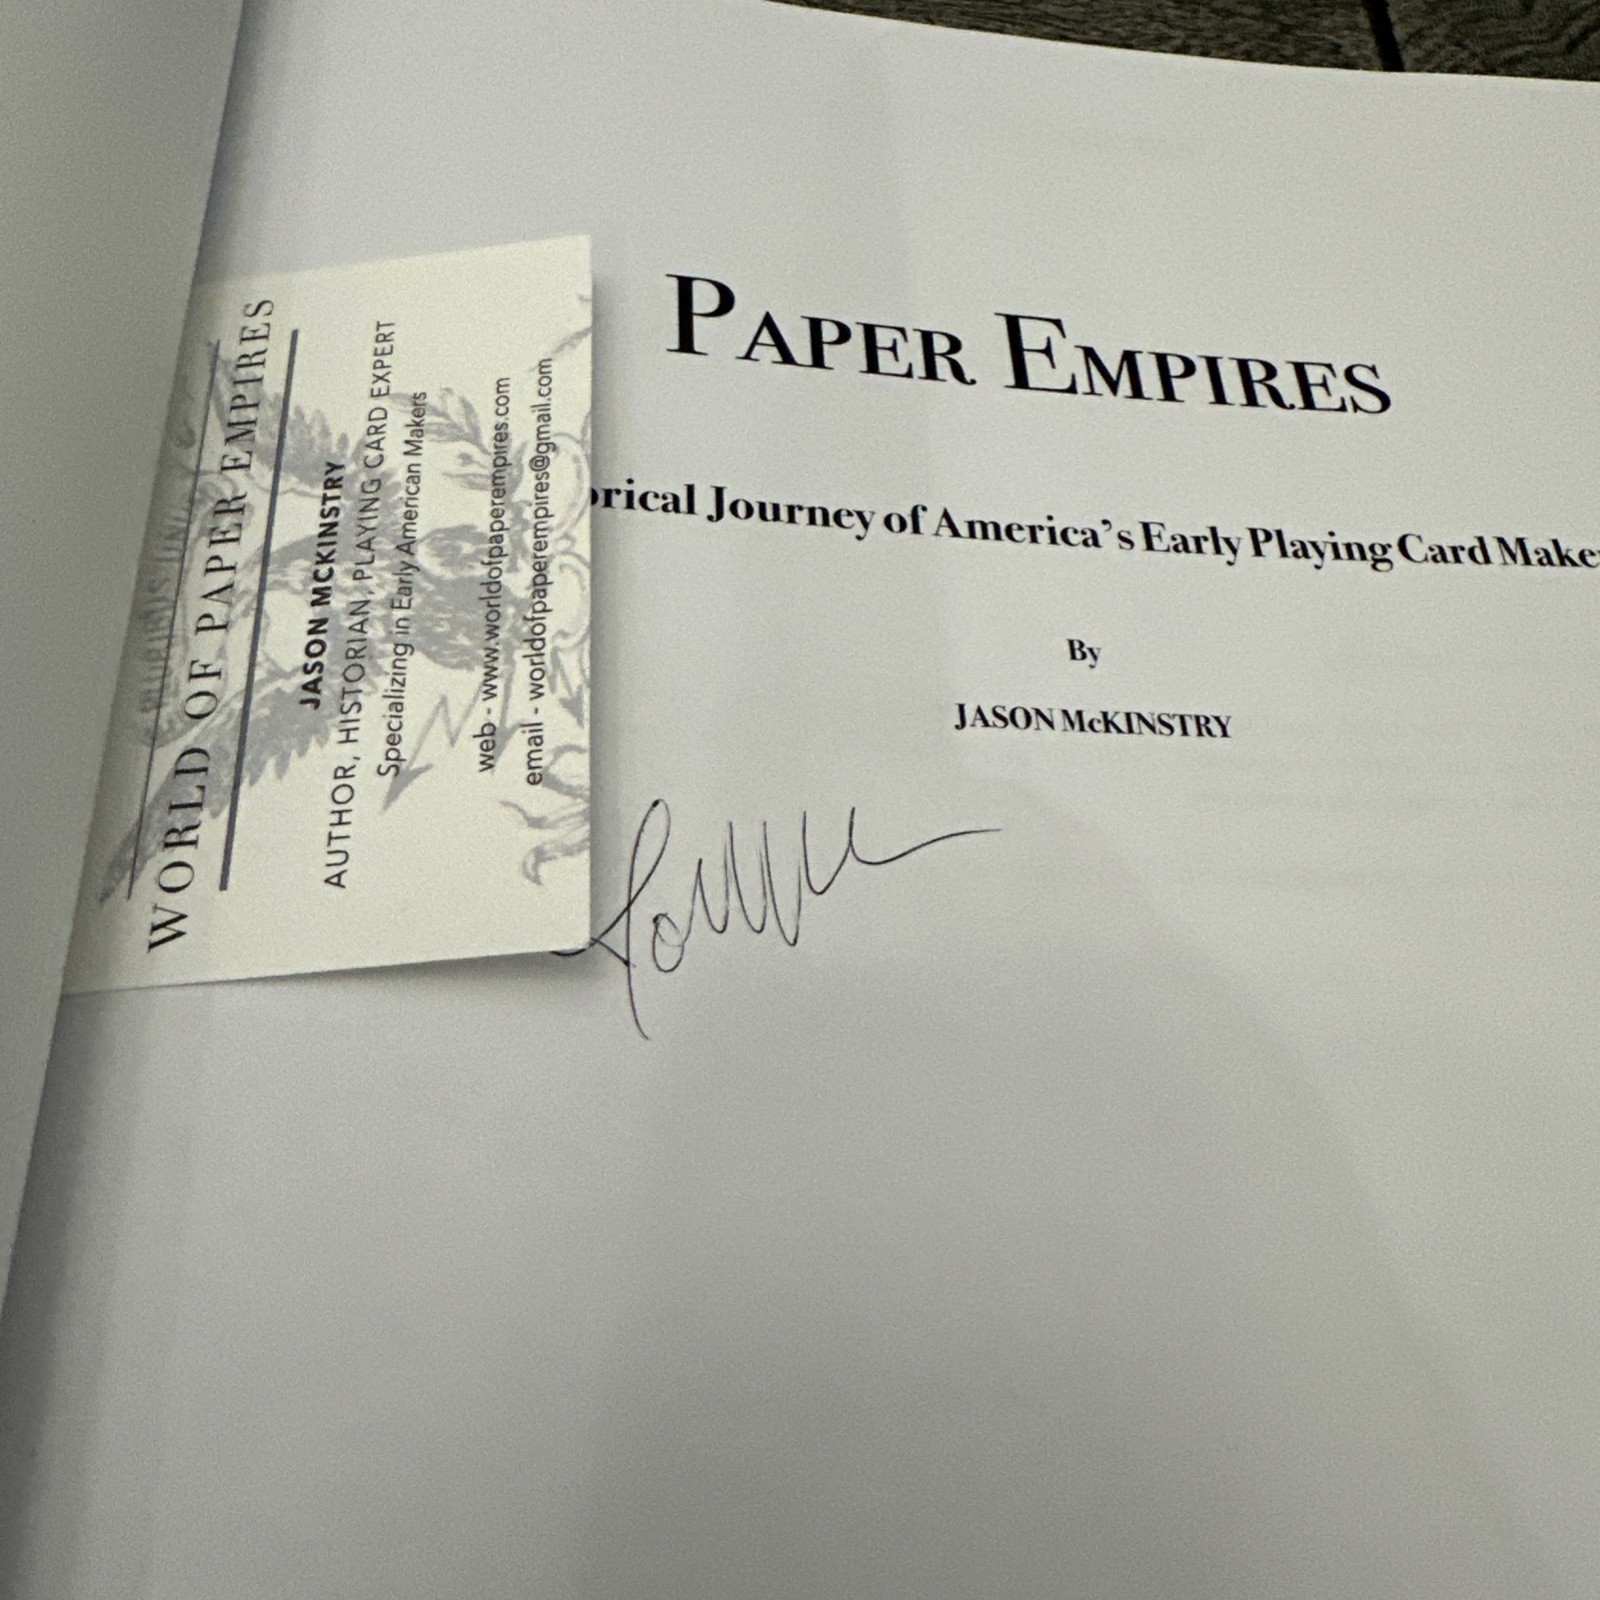 WORLD OF PAPER EMPIRES
JASON MCKINSTRY
AUTHOR, HISTORIAN, PLAYING CARD EXPERT
Specializing in Early American Makers
web - www.worldofpaperempires.com
email - worldofpaperempires@gmail.com
PAPER EMPIRES
orical Journey of America's Early Playing Card Make
By
JASON McKINSTRY